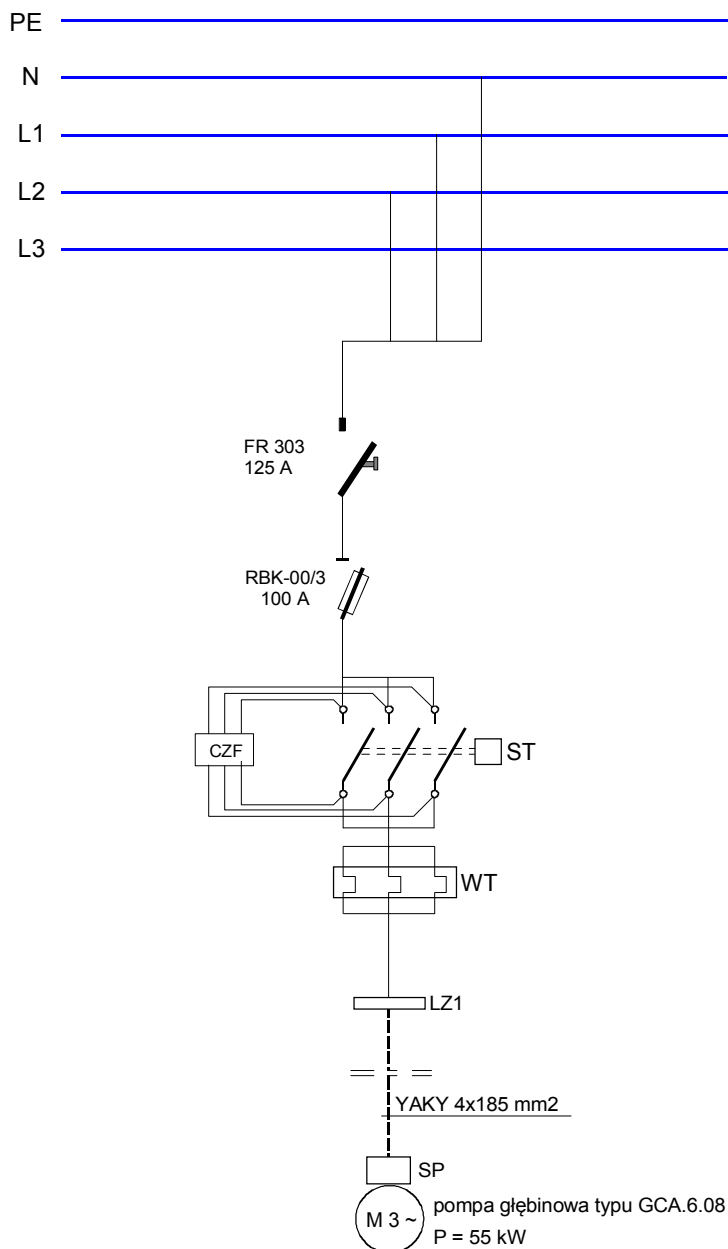 PE
N
L1
L2
L3
FR 303
125 A
RBK-00/3
100 A
CZF
ST
WT
LZ1
YAKY 4x185 mm2
SP
M 3 ~
pompa głębinowa typu GCA.6.08
P = 55 kW